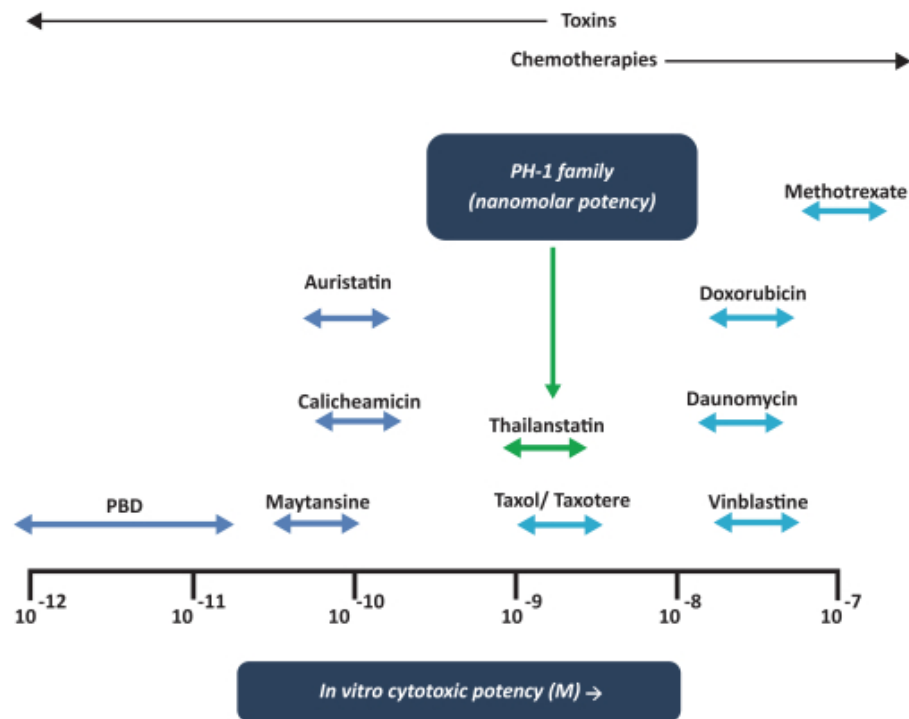 Toxins
Chemotherapies
PH-1 family
(nanomolar potency)
Methotrexate
Auristatin
Doxorubicin
Calicheamicin
Daunomycin
Thailanstatin
PBD
Maytansine
Taxol/ Taxotere
Vinblastine
10-12 10-11 10-10 10-9 10-8 10-7
In vitro cytotoxic potency (M) →